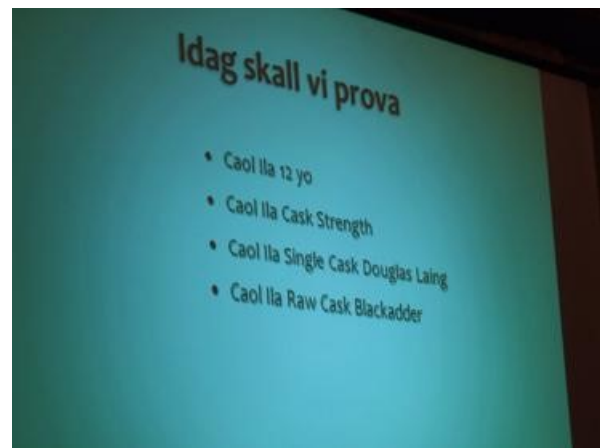 Idag skall vi prova
• Caol Ila 12 yo
• Caol Ila Cask Strength
• Caol Ila Single Cask Douglas Laing
• Caol Ila Raw Cask Blackadder